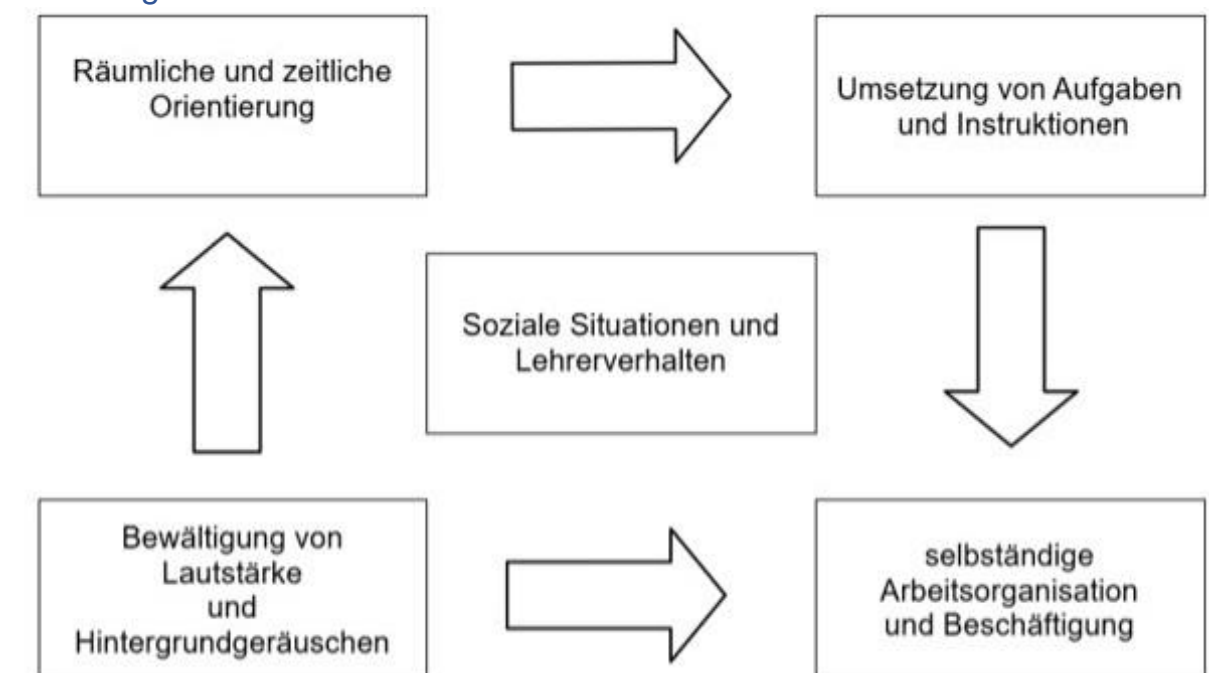 Räumliche und zeitliche
Orientierung
Umsetzung von Aufgaben
und Instruktionen
Soziale Situationen und
Lehrerverhalten
Bewältigung von
Lautstärke
und
Hintergrundgeräuschen
selbständige
Arbeitsorganisation
und Beschäftigung